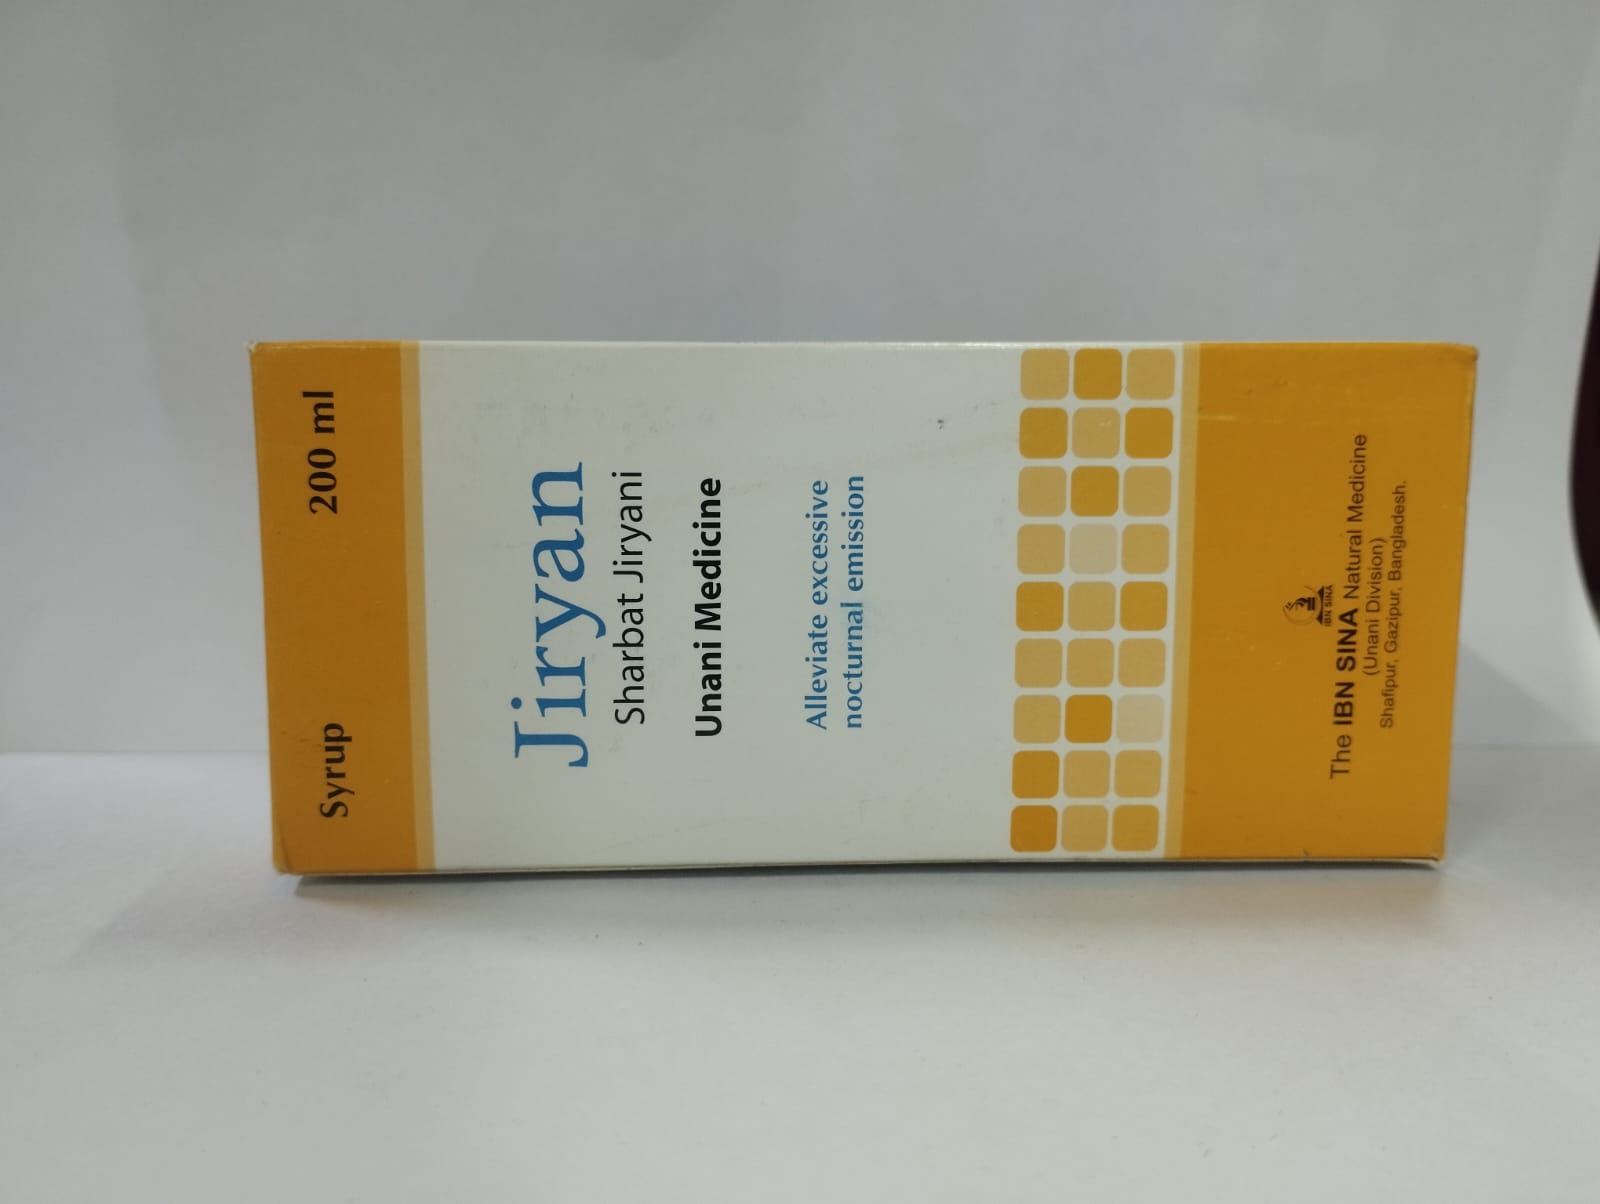 Syrup 200 ml
Jiryan
Sharbat Jiryani
Unani Medicine
Alleviate excessive
nocturnal emission
IBN SINA
The IBN SINA Natural Medicine
(Unani Division)
Shafipur, Gazipur, Bangladesh.